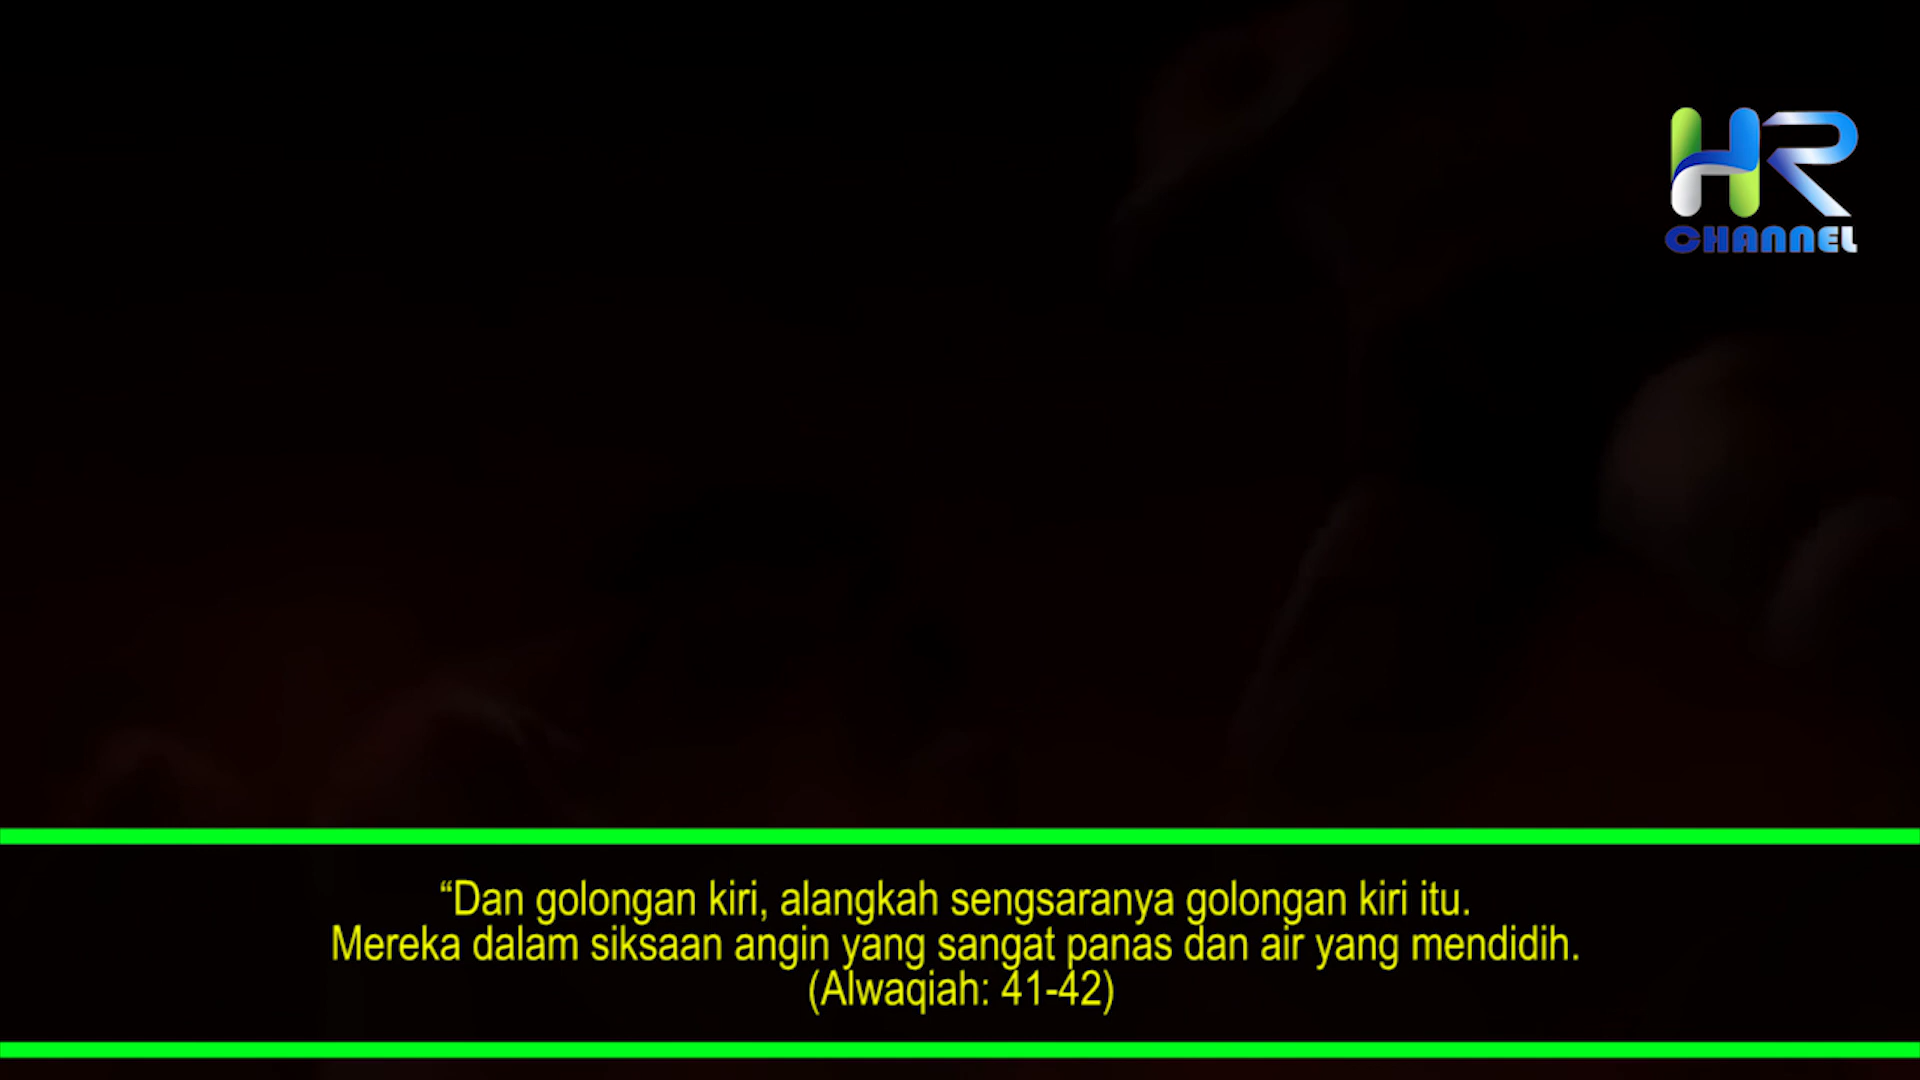 HR
CHANNEL
“Dan golongan kiri, alangkah sengsaranya golongan kiri itu.
Mereka dalam siksaan angin yang sangat panas dan air yang mendidih.
(Alwaqiah: 41-42)